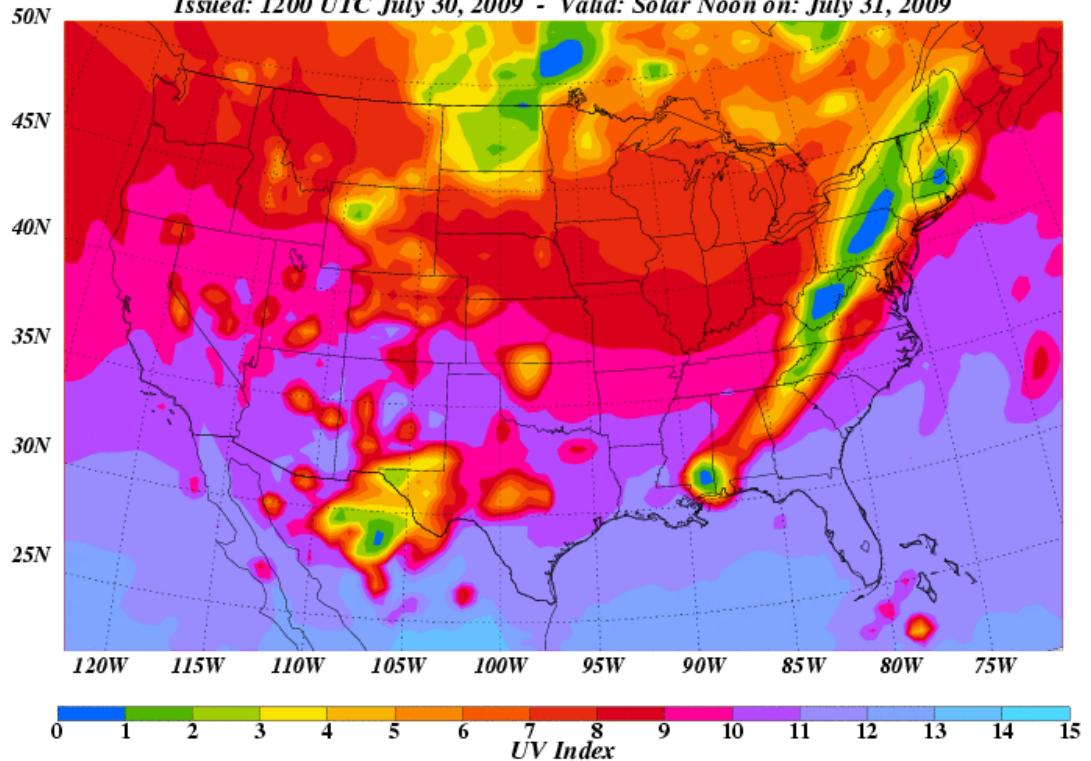 Issued: 1200 UTC July 30, 2009 - Valid: Solar Noon on: July 31, 2009
50N
45N
40N
35N
30N
25N
120W 115W 110W 105W 100W 95W 90W 85W 80W 75W
0 1 2 3 4 5 6 7 8 9 10 11 12 13 14 15
UV Index